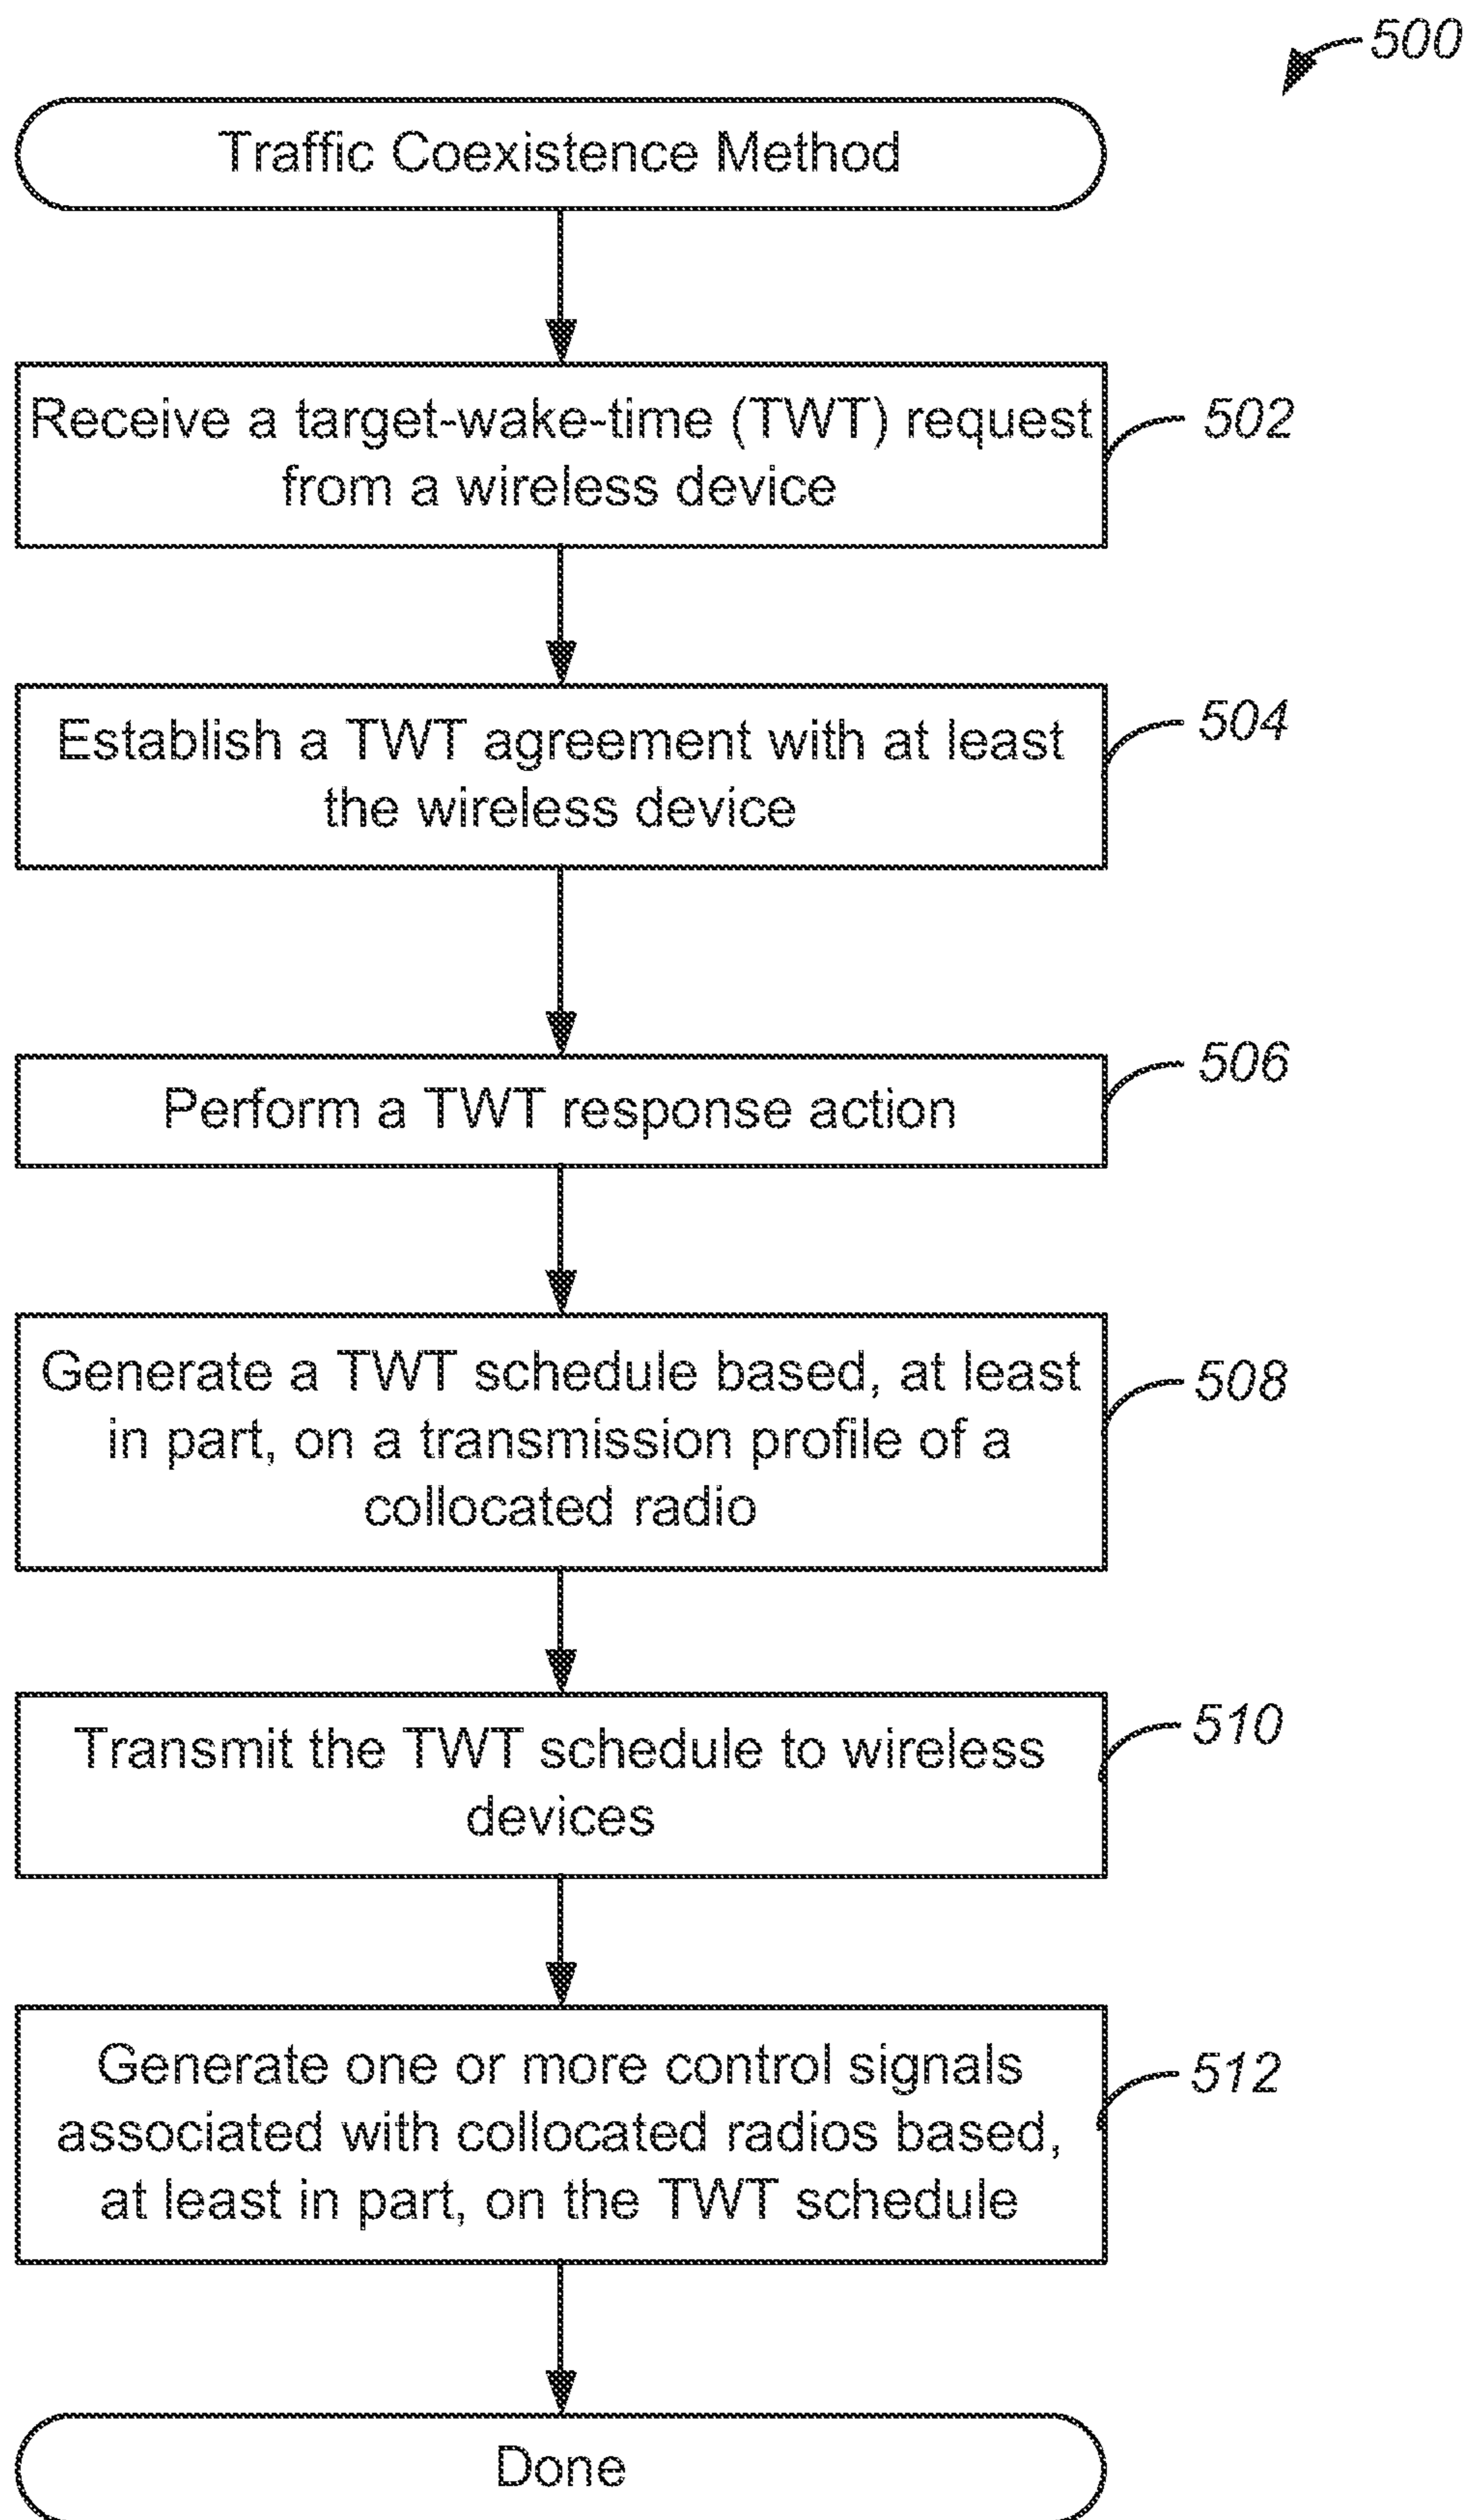 500
Traffic Coexistence Method
Receive a target-wake-time (TWT) request
from a wireless device
502
Establish a TWT agreement with at least
the wireless device
504
Perform a TWT response action
506
Generate a TWT schedule based, at least
in part, on a transmission profile of a
collocated radio
508
Transmit the TWT schedule to wireless
devices
510
Generate one or more control signals
associated with collocated radios based,
at least in part, on the TWT schedule
512
Done